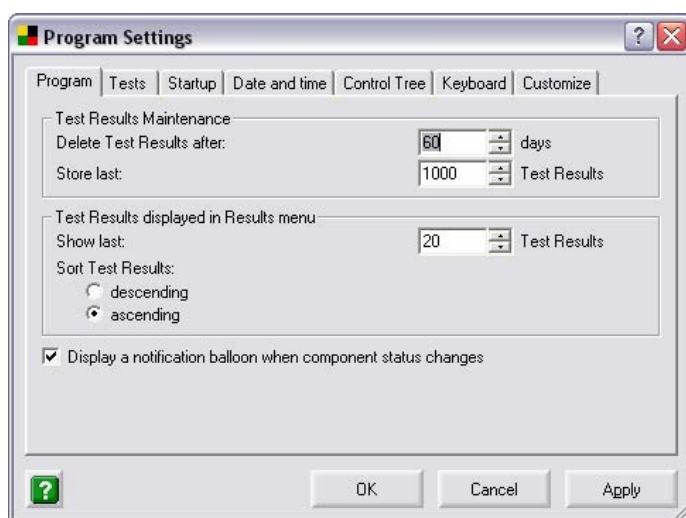 Program Settings
?
Program Tests Startup Date and time Control Tree Keyboard Customize
Test Results Maintenance
Delete Test Results after: 60 days
Store last: 1000 Test Results
Test Results displayed in Results menu
Show last: 20 Test Results
Sort Test Results:
descending
ascending
Display a notification balloon when component status changes
? OK Cancel Apply